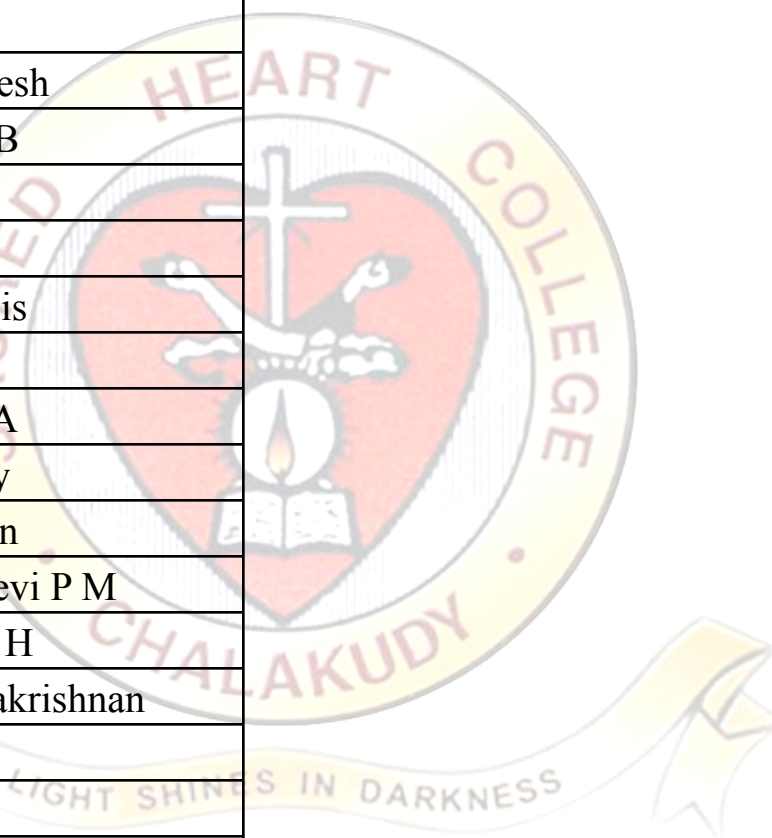 esh
B
is
A
y
n
evi P M
H
akrishnan
HEART COLLEGE
CHALAKUDY
LIGHT SHINES IN DARKNESS